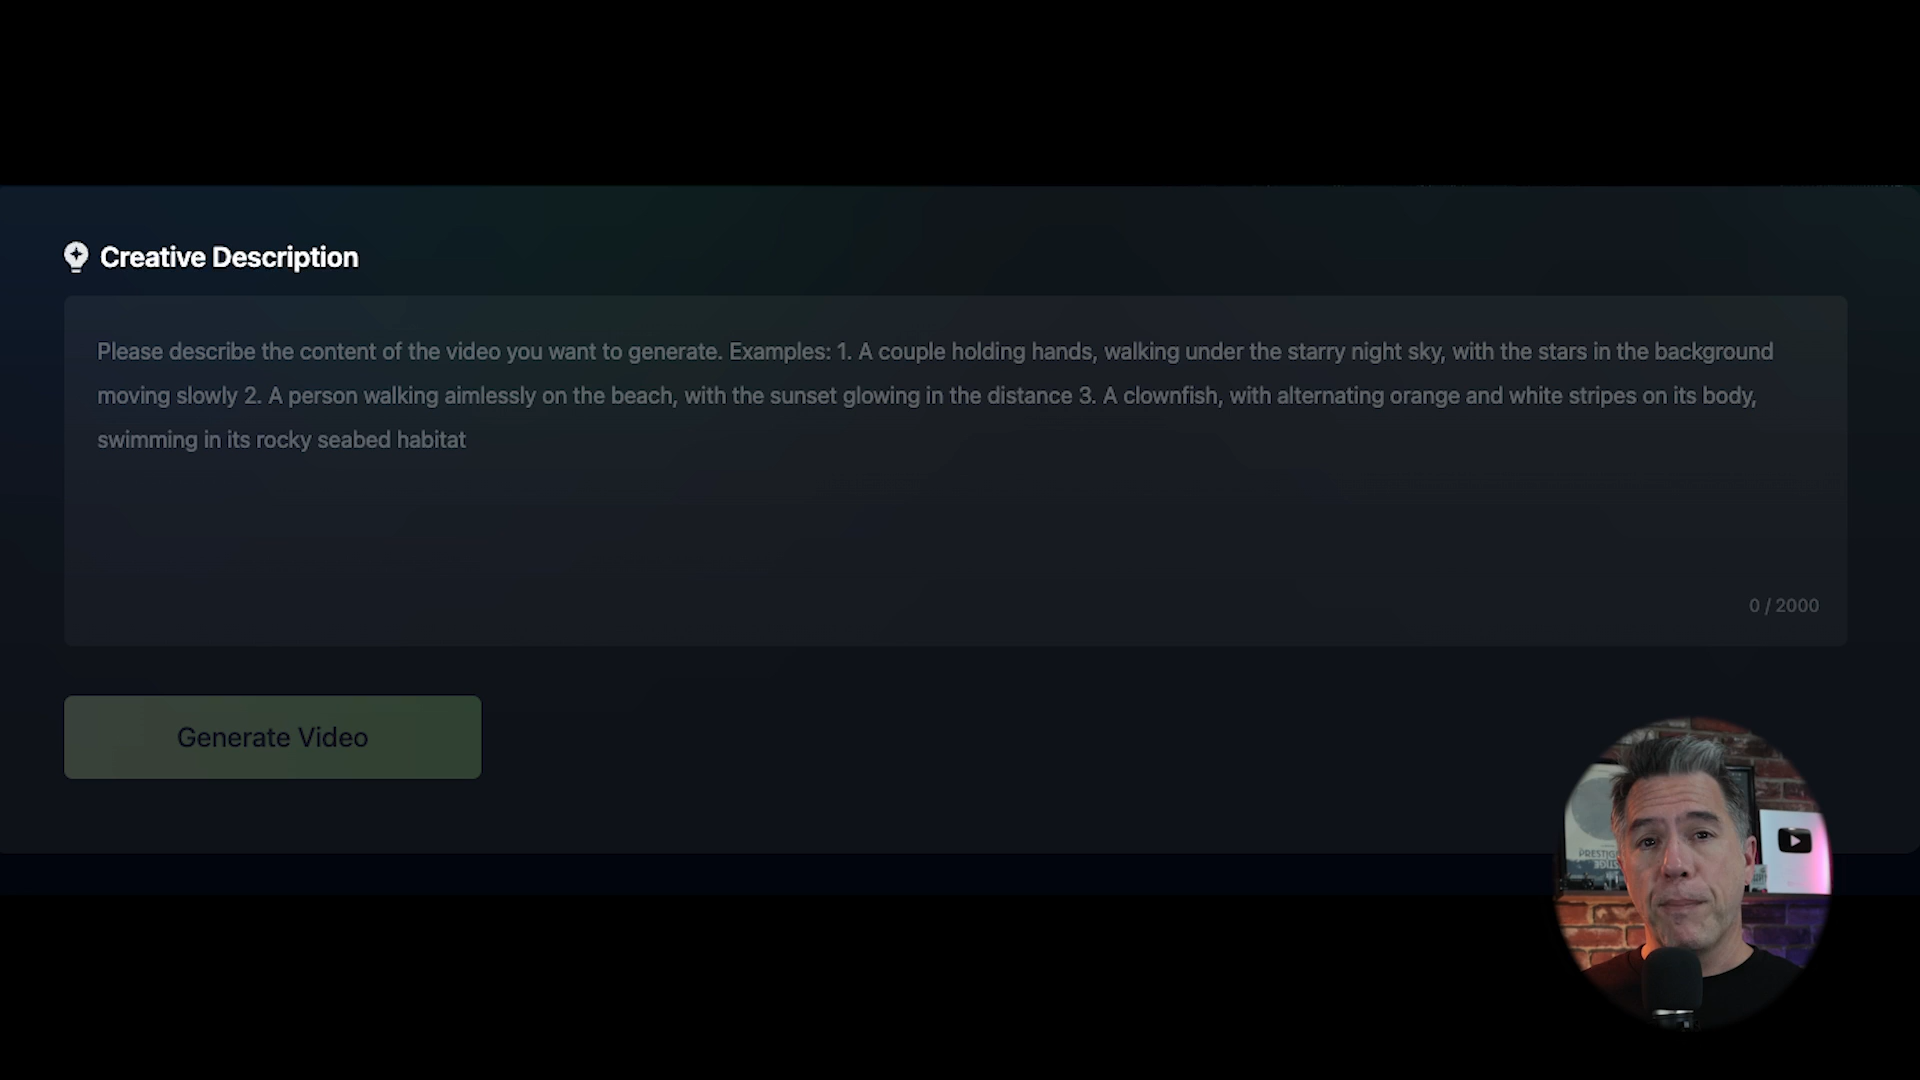 Creative Description
Please describe the content of the video you want to generate. Examples: 1. A couple holding hands, walking under the starry night sky, with the stars in the background
moving slowly 2. A person walking aimlessly on the beach, with the sunset glowing in the distance 3. A clownfish, with alternating orange and white stripes on its body,
swimming in its rocky seabed habitat
0 / 2000
Generate Video